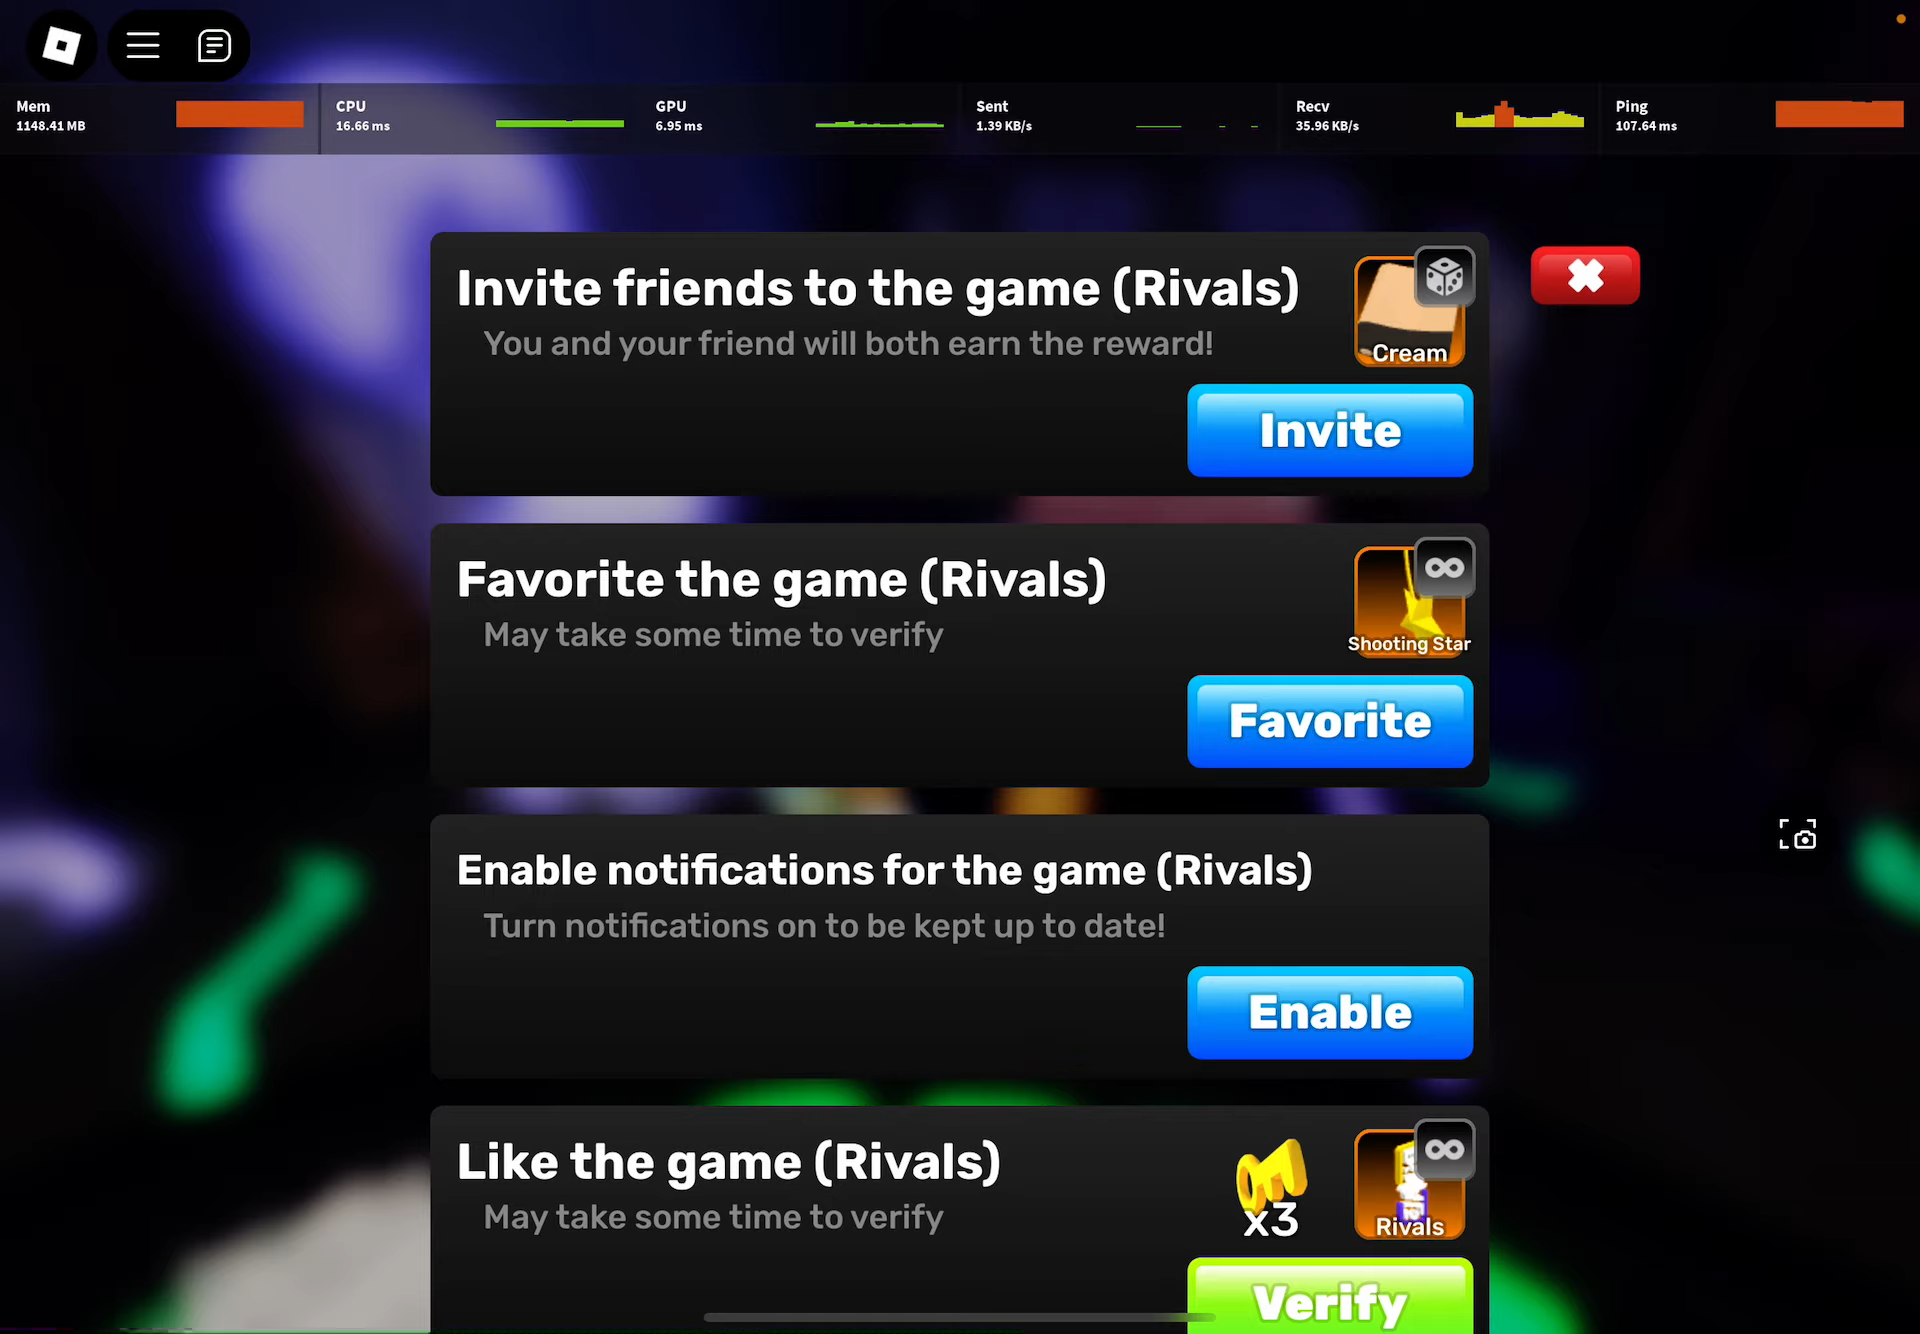 Mem
1148.41 MB
CPU
16.66 ms
GPU
6.95 ms
Sent
1.39 KB/s
Recv
35.96 KB/s
Ping
107.64 ms
Invite friends to the game (Rivals)
You and your friend will both earn the reward!
Cream
Invite
Favorite the game (Rivals)
May take some time to verify
Shooting Star
Favorite
Enable notifications for the game (Rivals)
Turn notifications on to be kept up to date!
Enable
Like the game (Rivals)
May take some time to verify
x3
Rivals
Verify